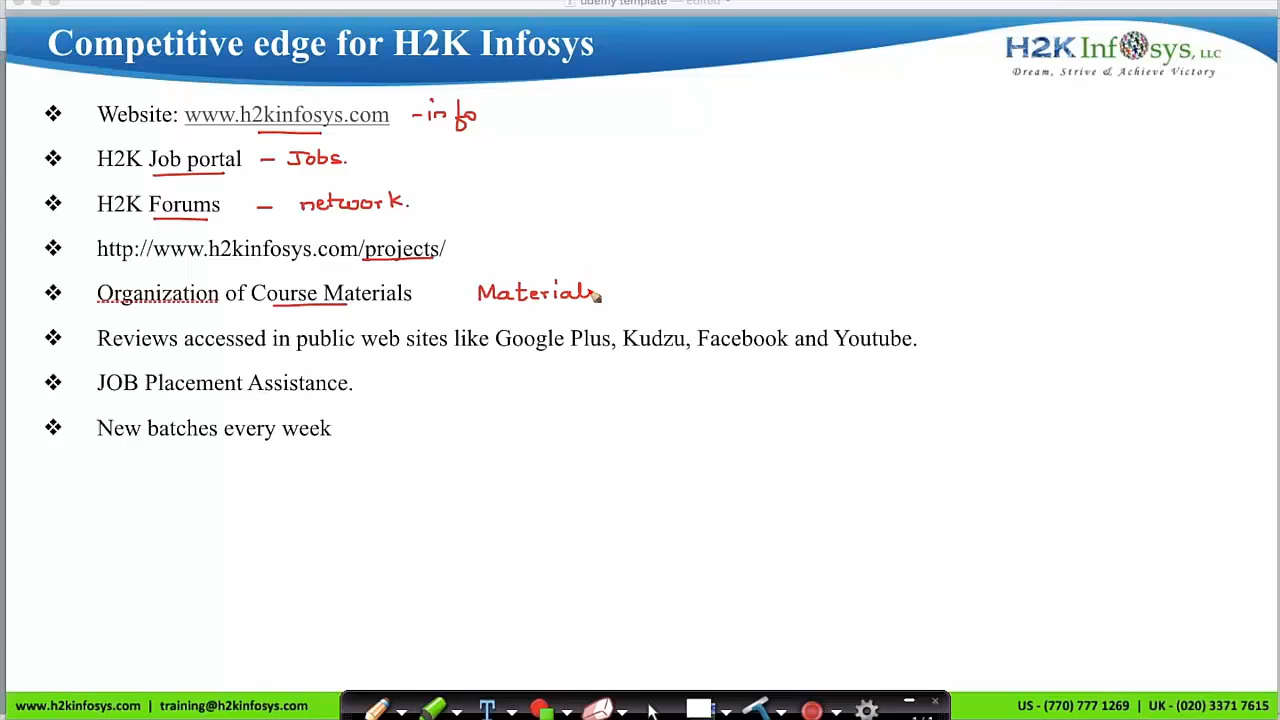 udemy template — Edited
Competitive edge for H2K Infosys
H2K Infosys, LLC
Dream, Strive & Achieve Victory
❖ Website: www.h2kinfosys.com - info
❖ H2K Job portal – Jobs.
❖ H2K Forums – network.
❖ http://www.h2kinfosys.com/projects/
❖ Organization of Course Materials Materials
❖ Reviews accessed in public web sites like Google Plus, Kudzu, Facebook and Youtube.
❖ JOB Placement Assistance.
❖ New batches every week
www.h2kinfosys.com | training@h2kinfosys.com
US - (770) 777 1269 | UK - (020) 3371 7615